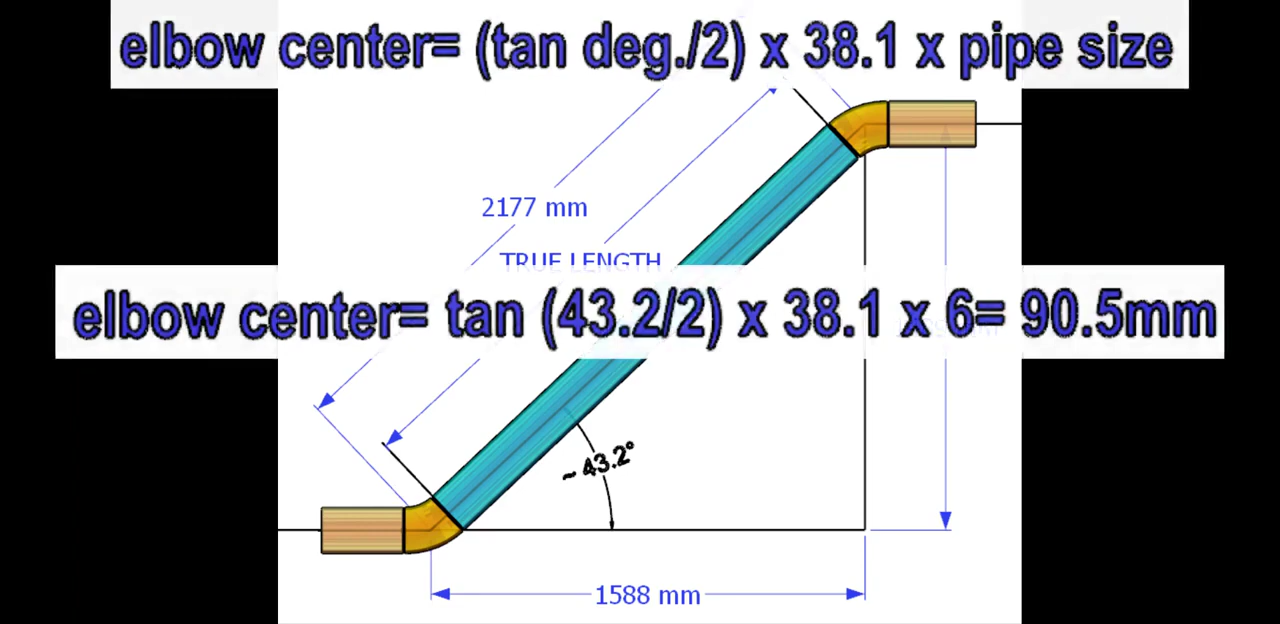 elbow center= (tan deg./2) x 38.1 x pipe size
2177 mm
TRUE LENGTH
elbow center= tan (43.2/2) x 38.1 x 6= 90.5mm
~ 43.2°
1588 mm